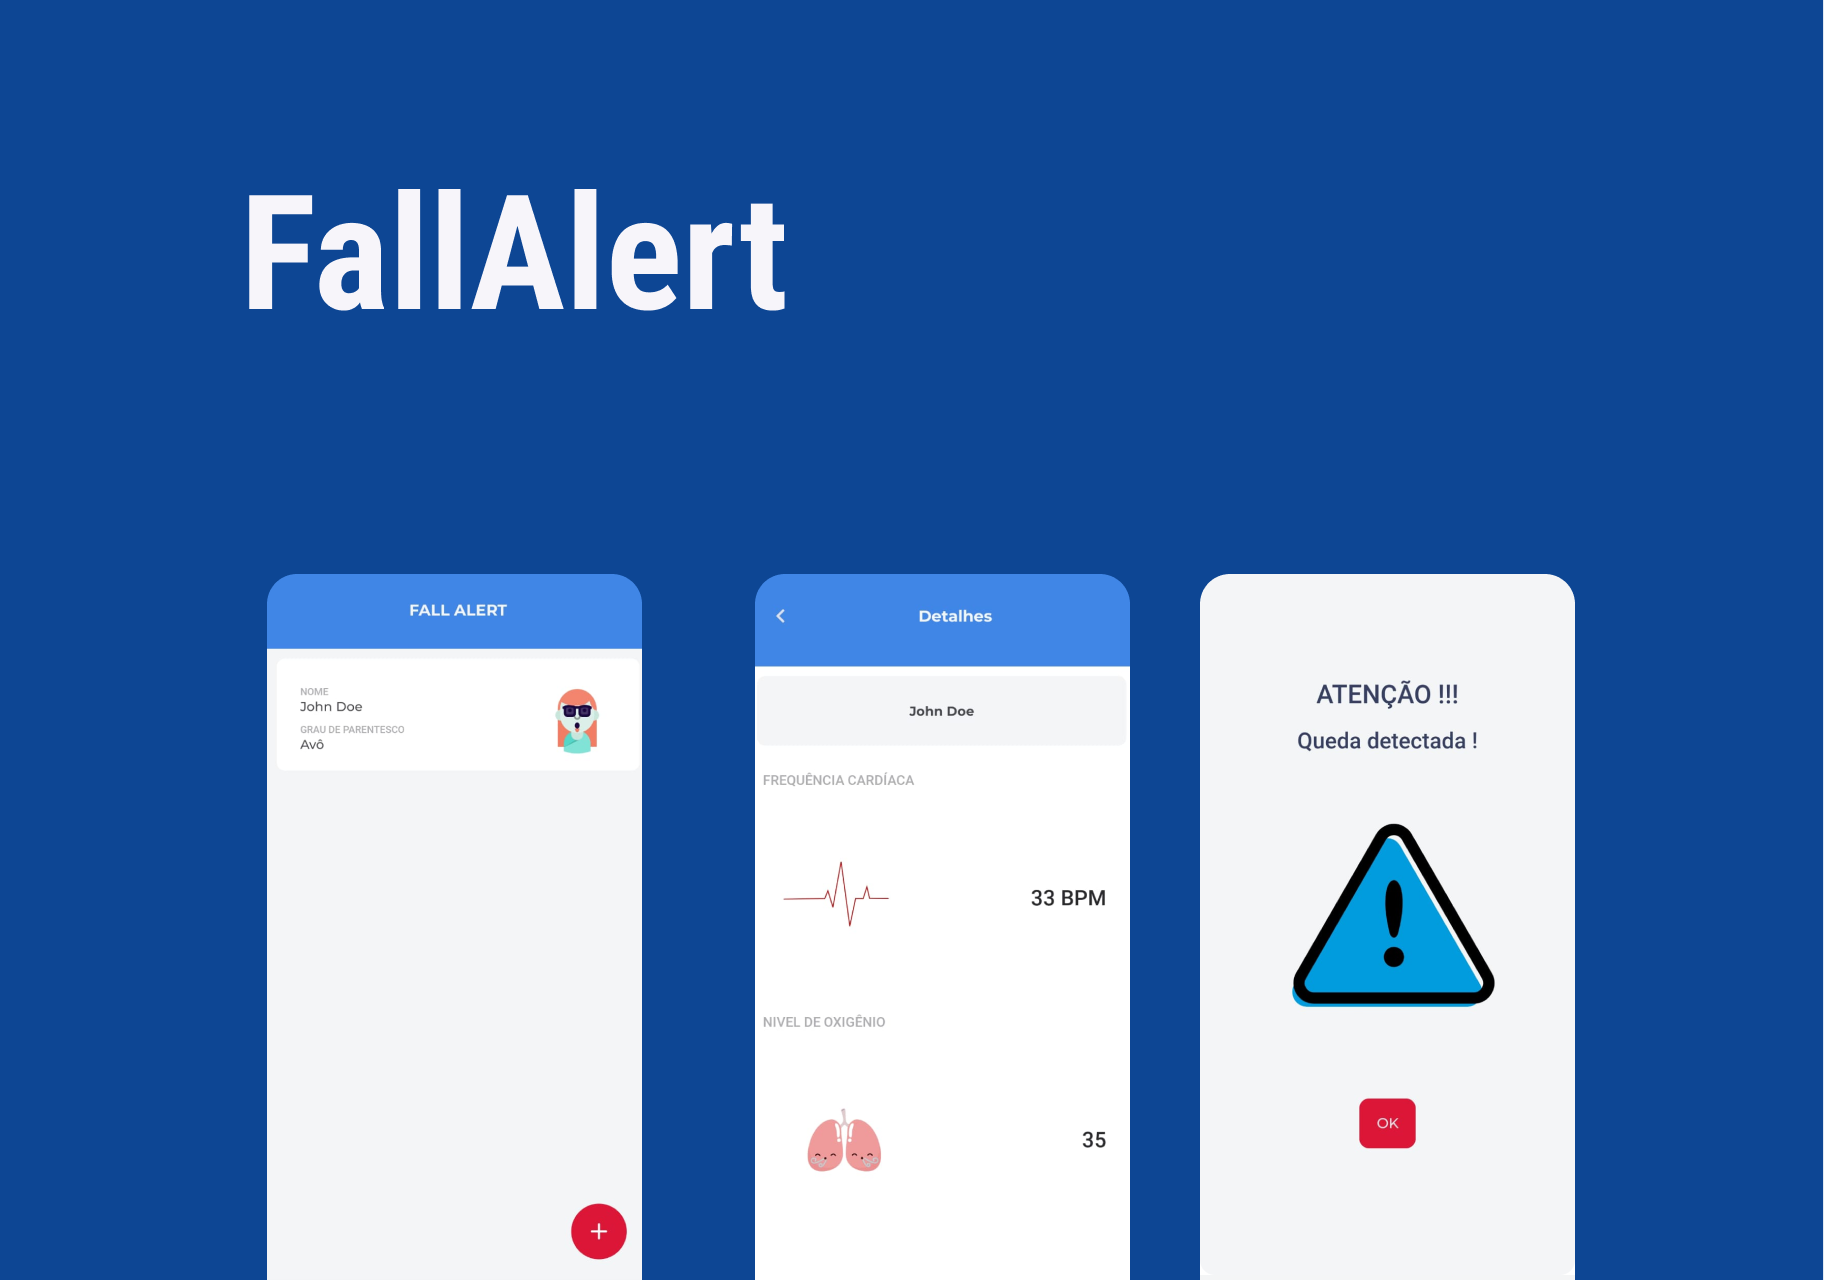 FallAlert
FALL ALERT
NOME
John Doe
GRAU DE PARENTESCO
Avô
+
Detalhes
John Doe
FREQUÊNCIA CARDÍACA
33 BPM
NIVEL DE OXIGÊNIO
35
ATENÇÃO !!!
Queda detectada !
!
OK